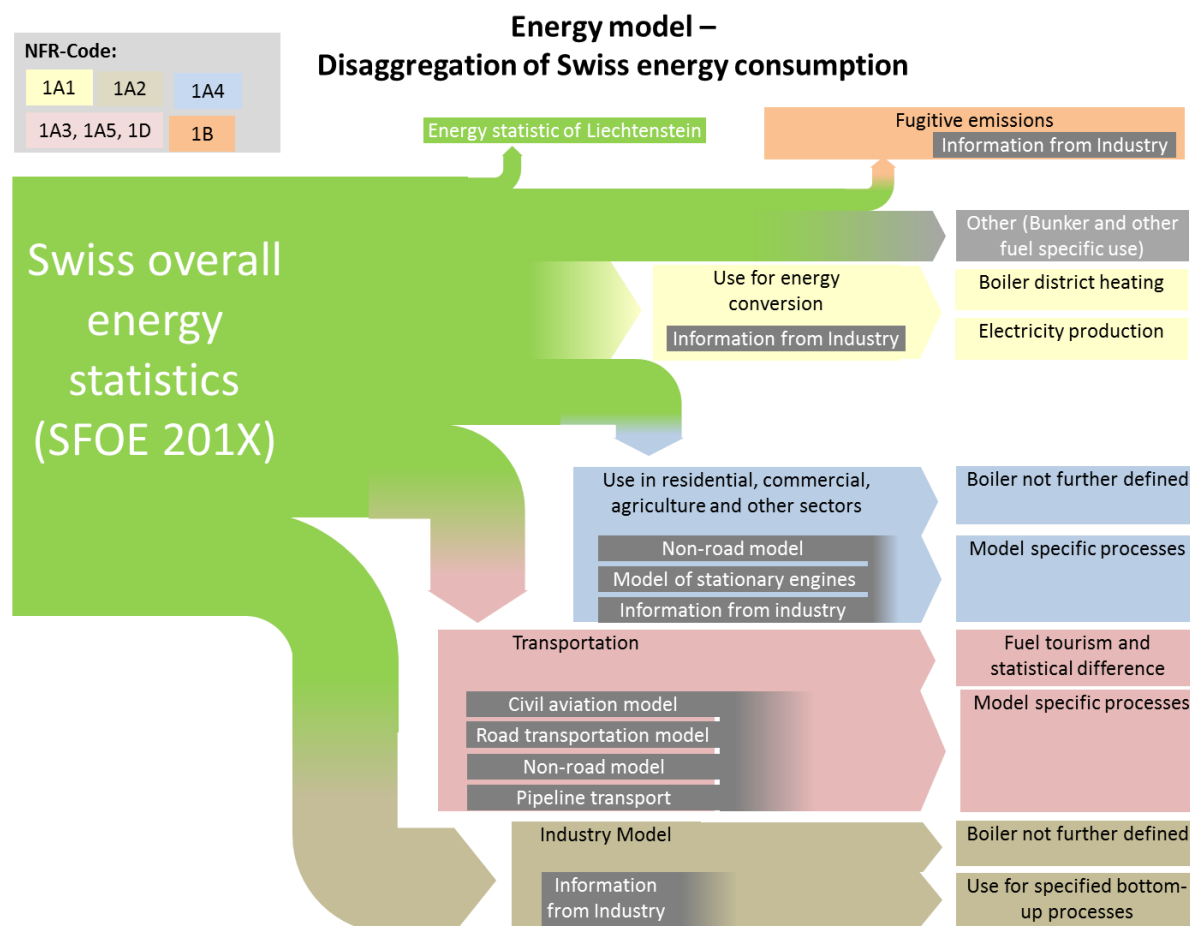 Energy model –
Disaggregation of Swiss energy consumption
NFR-Code:
1A1
1A2
1A4
1A3, 1A5, 1D
1B
Energy statistic of Liechtenstein
Fugitive emissions
Information from Industry
Swiss overall
energy
statistics
(SFOE 201X)
Other (Bunker and other
fuel specific use)
Use for energy
conversion
Information from Industry
Boiler district heating
Electricity production
Use in residential, commercial,
agriculture and other sectors
Non-road model
Model of stationary engines
Information from industry
Boiler not further defined
Model specific processes
Transportation
Civil aviation model
Road transportation model
Non-road model
Pipeline transport
Fuel tourism and
statistical difference
Model specific processes
Industry Model
Information
from Industry
Boiler not further defined
Use for specified bottom-
up processes